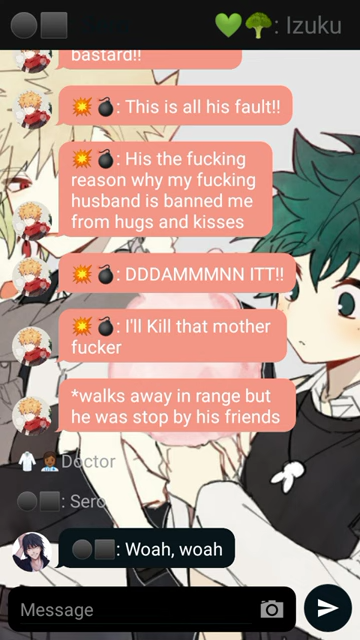 💚🌳: Izuku
bastard!!
💥💣: This is all his fault!!
💥💣: His the fucking
reason why my fucking
husband is banned me
from hugs and kisses
💥💣: DDDAMMMNN ITT!!
💥💣: I'll Kill that mother
fucker
*walks away in range but
he was stop by his friends
🥼👩🏾‍⚕️Doctor
⚫⬛: Sero
⚫⬛: Woah, woah
Message